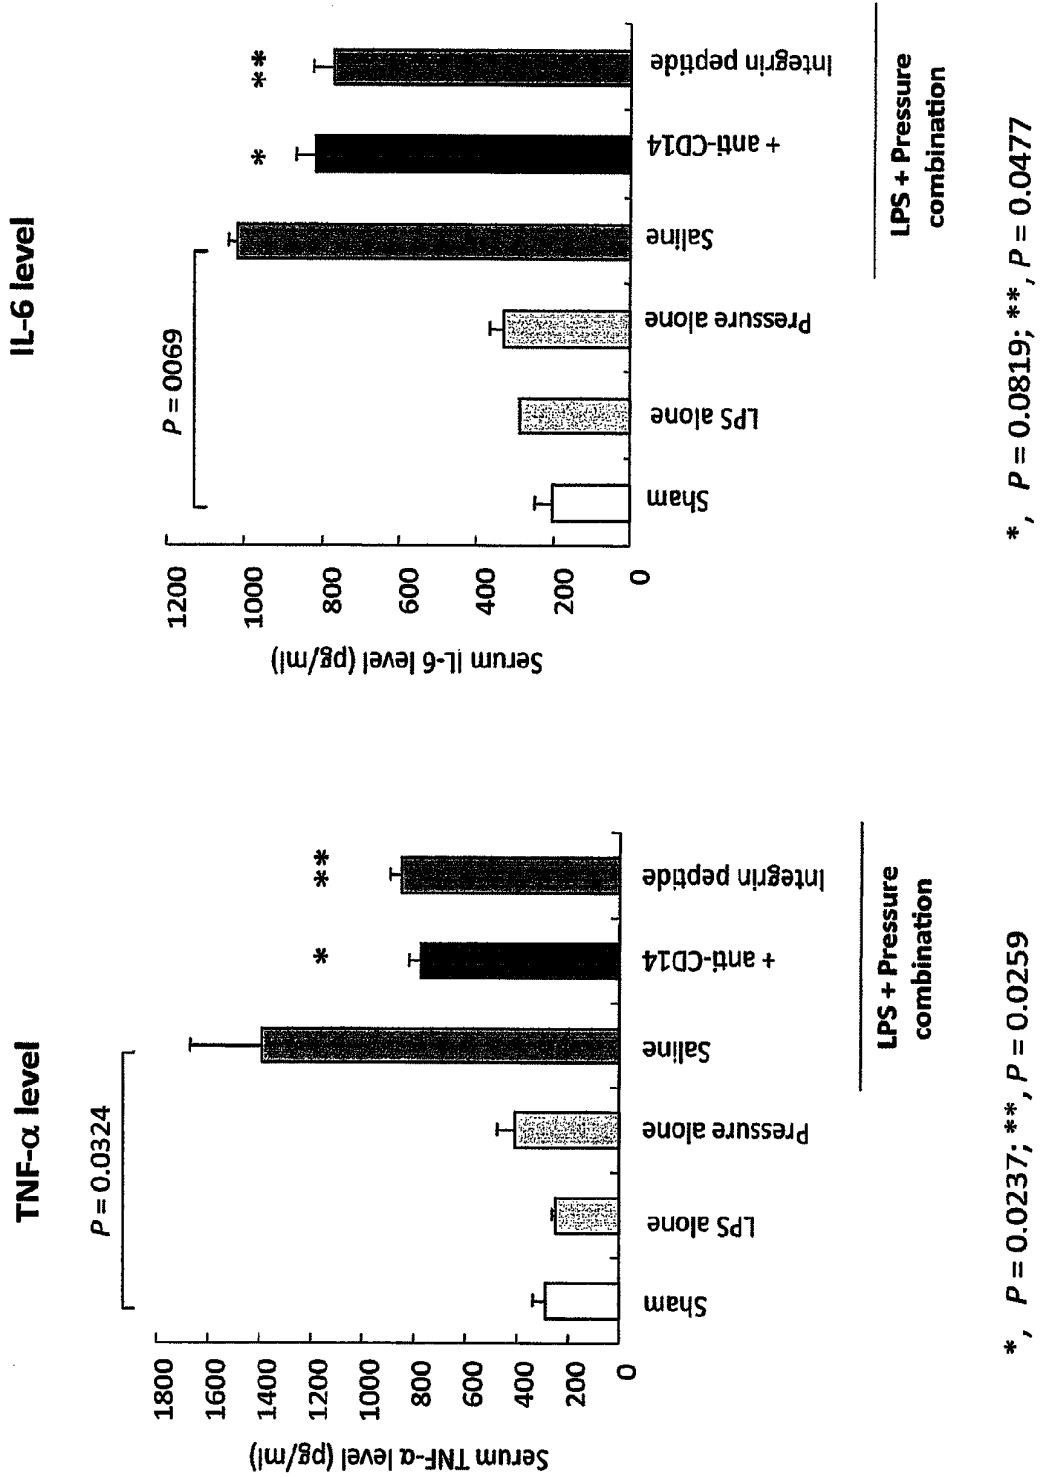 TNF-α level
P = 0.0324
Serum TNF-α level (pg/ml)
1800
1600
1400
1200
1000
800
600
400
200
0
Sham
LPS alone
Pressure alone
Saline
+ anti-CD14
Integrin peptide
*
**
LPS + Pressure
combination
*, P = 0.0237; **, P = 0.0259
IL-6 level
P = 0069
Serum IL-6 level (pg/ml)
1200
1000
800
600
400
200
0
Sham
LPS alone
Pressure alone
Saline
+ anti-CD14
Integrin peptide
*
**
LPS + Pressure
combination
*, P = 0.0819; **, P = 0.0477